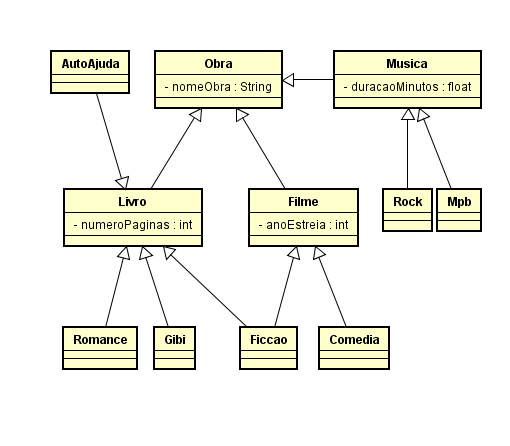 AutoAjuda
Obra
- nomeObra : String
Musica
- duracaoMinutos : float
Livro
- numeroPaginas : int
Filme
- anoEstreia : int
Rock
Mpb
Romance
Gibi
Ficcao
Comedia